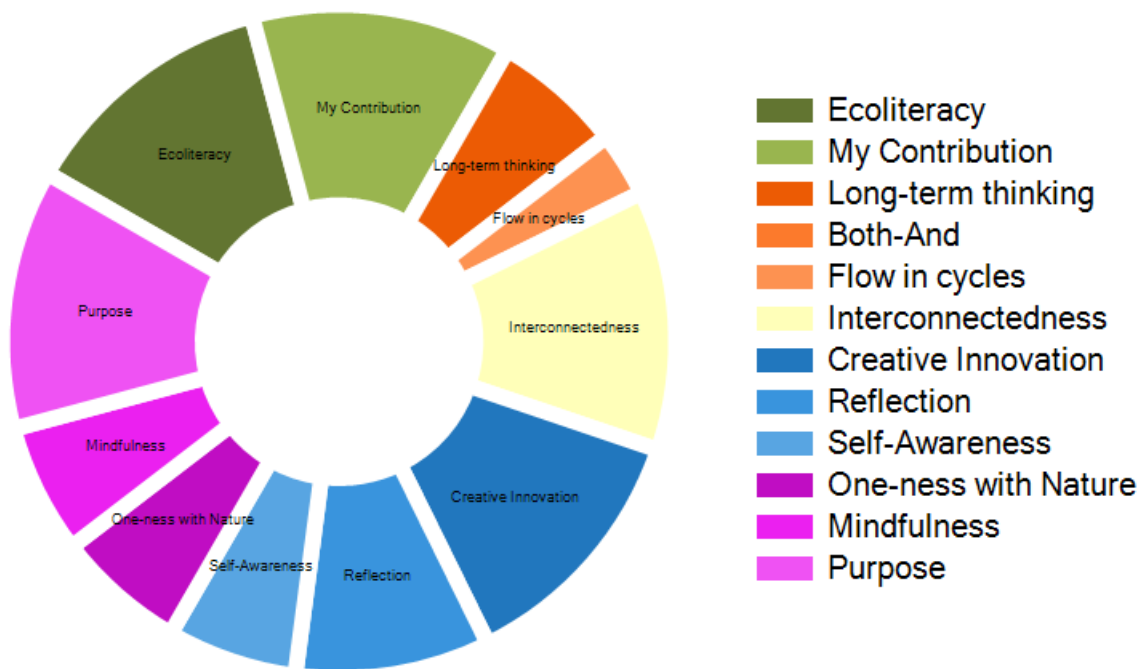 My Contribution
Ecoliteracy
Long-term thinking
Flow in cycles
Purpose
Interconnectedness
Mindfulness
Creative Innovation
One-ness with Nature
Self-Awareness
Reflection
Ecoliteracy
My Contribution
Long-term thinking
Both-And
Flow in cycles
Interconnectedness
Creative Innovation
Reflection
Self-Awareness
One-ness with Nature
Mindfulness
Purpose